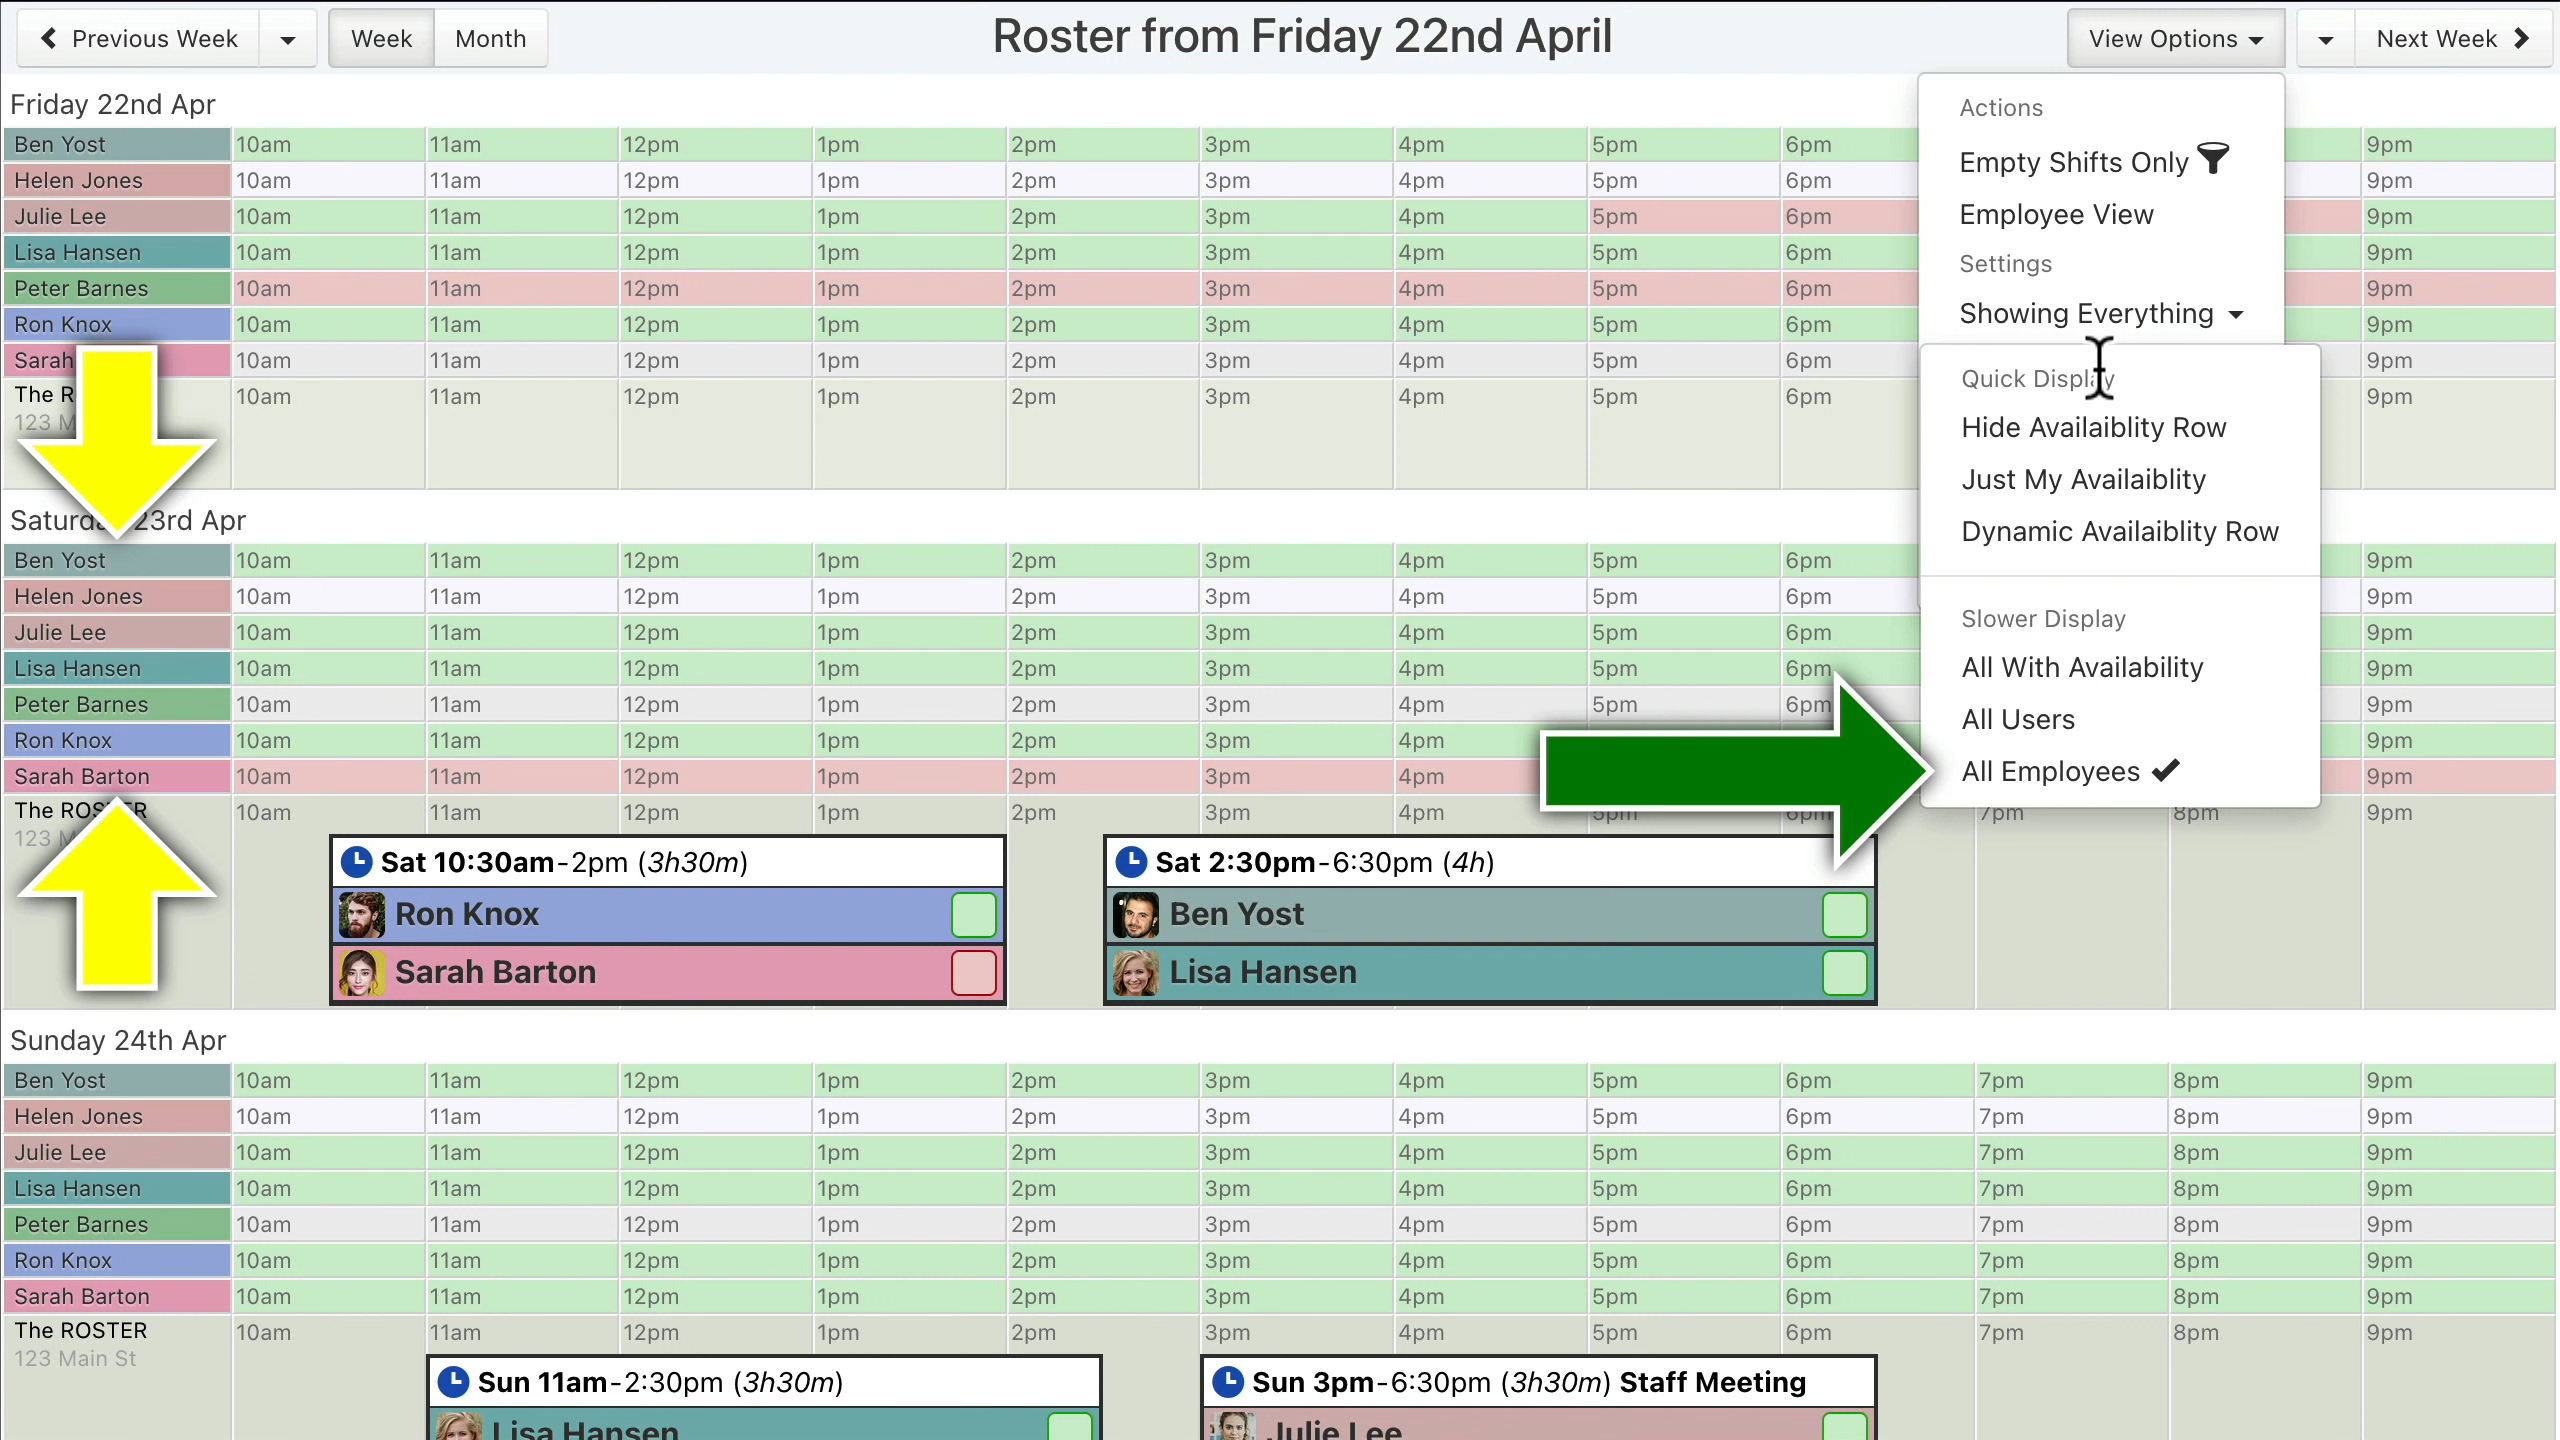 Previous Week Week Month Roster from Friday 22nd April View Options Next Week
Friday 22nd Apr
Ben Yost 10am 11am 12pm 1pm 2pm 3pm 4pm 5pm 6pm 9pm
Helen Jones 10am 11am 12pm 1pm 2pm 3pm 4pm 5pm 6pm 9pm
Julie Lee 10am 11am 12pm 1pm 2pm 3pm 4pm 5pm 6pm 9pm
Lisa Hansen 10am 11am 12pm 1pm 2pm 3pm 4pm 5pm 6pm 9pm
Peter Barnes 10am 11am 12pm 1pm 2pm 3pm 4pm 5pm 6pm 9pm
Ron Knox 10am 11am 12pm 1pm 2pm 3pm 4pm 5pm 6pm 9pm
Sarah 10am 11am 12pm 1pm 2pm 3pm 4pm 5pm 6pm 9pm
The R 10am 11am 12pm 1pm 2pm 3pm 4pm 5pm 6pm 9pm
123 M
Actions
Empty Shifts Only
Employee View
Settings
Showing Everything
Quick Display
Hide Availaiblity Row
Just My Availaiblity
Dynamic Availaiblity Row
Slower Display
All With Availability
All Users
All Employees
Saturday 23rd Apr
Ben Yost 10am 11am 12pm 1pm 2pm 3pm 4pm 5pm 6pm 9pm
Helen Jones 10am 11am 12pm 1pm 2pm 3pm 4pm 5pm 6pm 9pm
Julie Lee 10am 11am 12pm 1pm 2pm 3pm 4pm 5pm 6pm 9pm
Lisa Hansen 10am 11am 12pm 1pm 2pm 3pm 4pm 5pm 6pm 9pm
Peter Barnes 10am 11am 12pm 1pm 2pm 3pm 4pm 5pm 6pm 9pm
Ron Knox 10am 11am 12pm 1pm 2pm 3pm 4pm 9pm
Sarah Barton 10am 11am 12pm 1pm 2pm 3pm 4pm 9pm
The ROSTER 10am 11am 12pm 1pm 2pm 3pm 4pm 5pm 6pm 7pm 8pm 9pm
123 M
Sat 10:30am-2pm (3h30m)
Ron Knox
Sarah Barton
Sat 2:30pm-6:30pm (4h)
Ben Yost
Lisa Hansen
Sunday 24th Apr
Ben Yost 10am 11am 12pm 1pm 2pm 3pm 4pm 5pm 6pm 7pm 8pm 9pm
Helen Jones 10am 11am 12pm 1pm 2pm 3pm 4pm 5pm 6pm 7pm 8pm 9pm
Julie Lee 10am 11am 12pm 1pm 2pm 3pm 4pm 5pm 6pm 7pm 8pm 9pm
Lisa Hansen 10am 11am 12pm 1pm 2pm 3pm 4pm 5pm 6pm 7pm 8pm 9pm
Peter Barnes 10am 11am 12pm 1pm 2pm 3pm 4pm 5pm 6pm 7pm 8pm 9pm
Ron Knox 10am 11am 12pm 1pm 2pm 3pm 4pm 5pm 6pm 7pm 8pm 9pm
Sarah Barton 10am 11am 12pm 1pm 2pm 3pm 4pm 5pm 6pm 7pm 8pm 9pm
The ROSTER 10am 11am 12pm 1pm 2pm 3pm 4pm 5pm 6pm 7pm 8pm 9pm
123 Main St
Sun 11am-2:30pm (3h30m)
Lisa Hansen
Sun 3pm-6:30pm (3h30m) Staff Meeting
Julie Lee